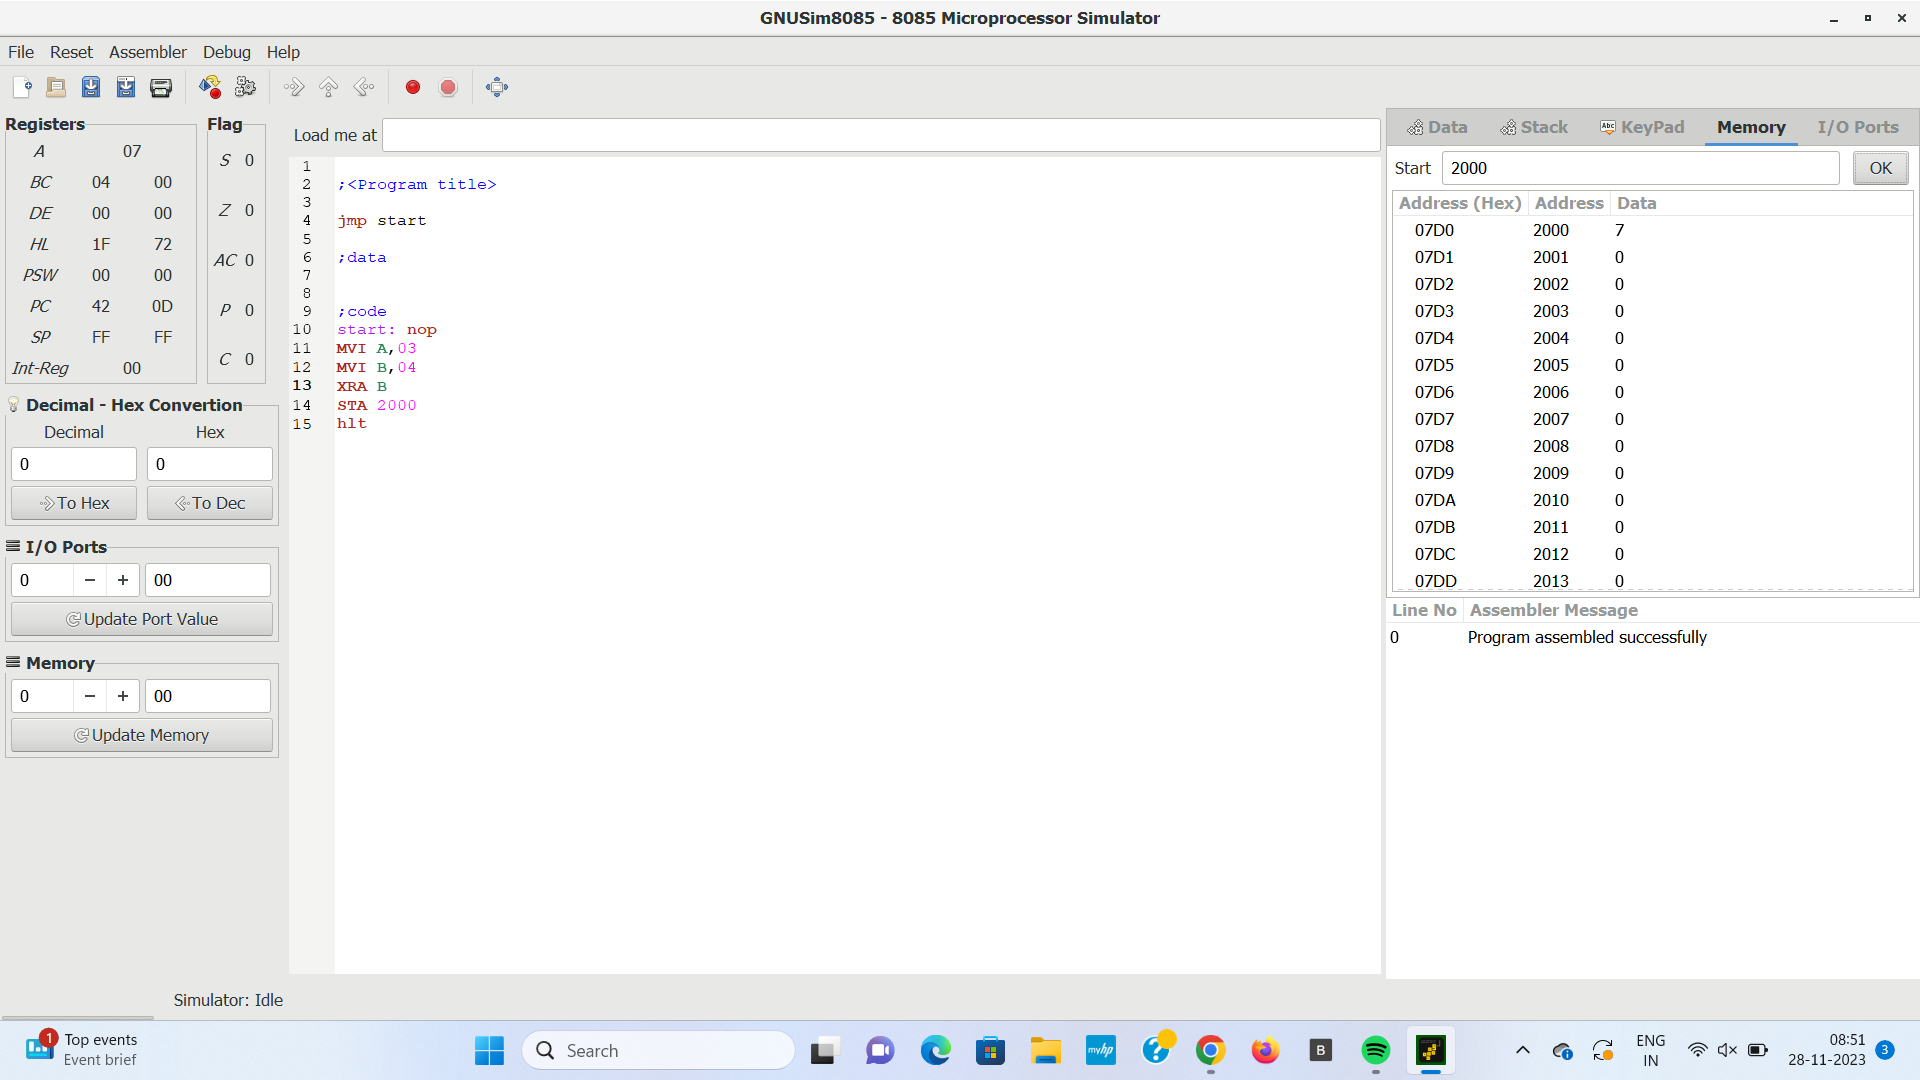 GNUSim8085 - 8085 Microprocessor Simulator
File Reset Assembler Debug Help
Registers
A 07
BC 04 00
DE 00 00
HL 1F 72
PSW 00 00
PC 42 0D
SP FF FF
Int-Reg 00
Flag
S 0
Z 0
AC 0
P 0
C 0
Decimal - Hex Convertion
Decimal Hex
0 0
To Hex To Dec
I/O Ports
0 − + 00
Update Port Value
Memory
0 − + 00
Update Memory
Load me at
1
2 ;<Program title>
3
4 jmp start
5
6 ;data
7
8
9 ;code
10 start: nop
11 MVI A,03
12 MVI B,04
13 XRA B
14 STA 2000
15 hlt
Data Stack Abc KeyPad Memory I/O Ports
Start 2000 OK
Address (Hex) Address Data
07D0 2000 7
07D1 2001 0
07D2 2002 0
07D3 2003 0
07D4 2004 0
07D5 2005 0
07D6 2006 0
07D7 2007 0
07D8 2008 0
07D9 2009 0
07DA 2010 0
07DB 2011 0
07DC 2012 0
07DD 2013 0
Line No Assembler Message
0 Program assembled successfully
Simulator: Idle
1 Top events
Event brief
Search
myhp
?
B
ENG
IN
08:51
28-11-2023
3